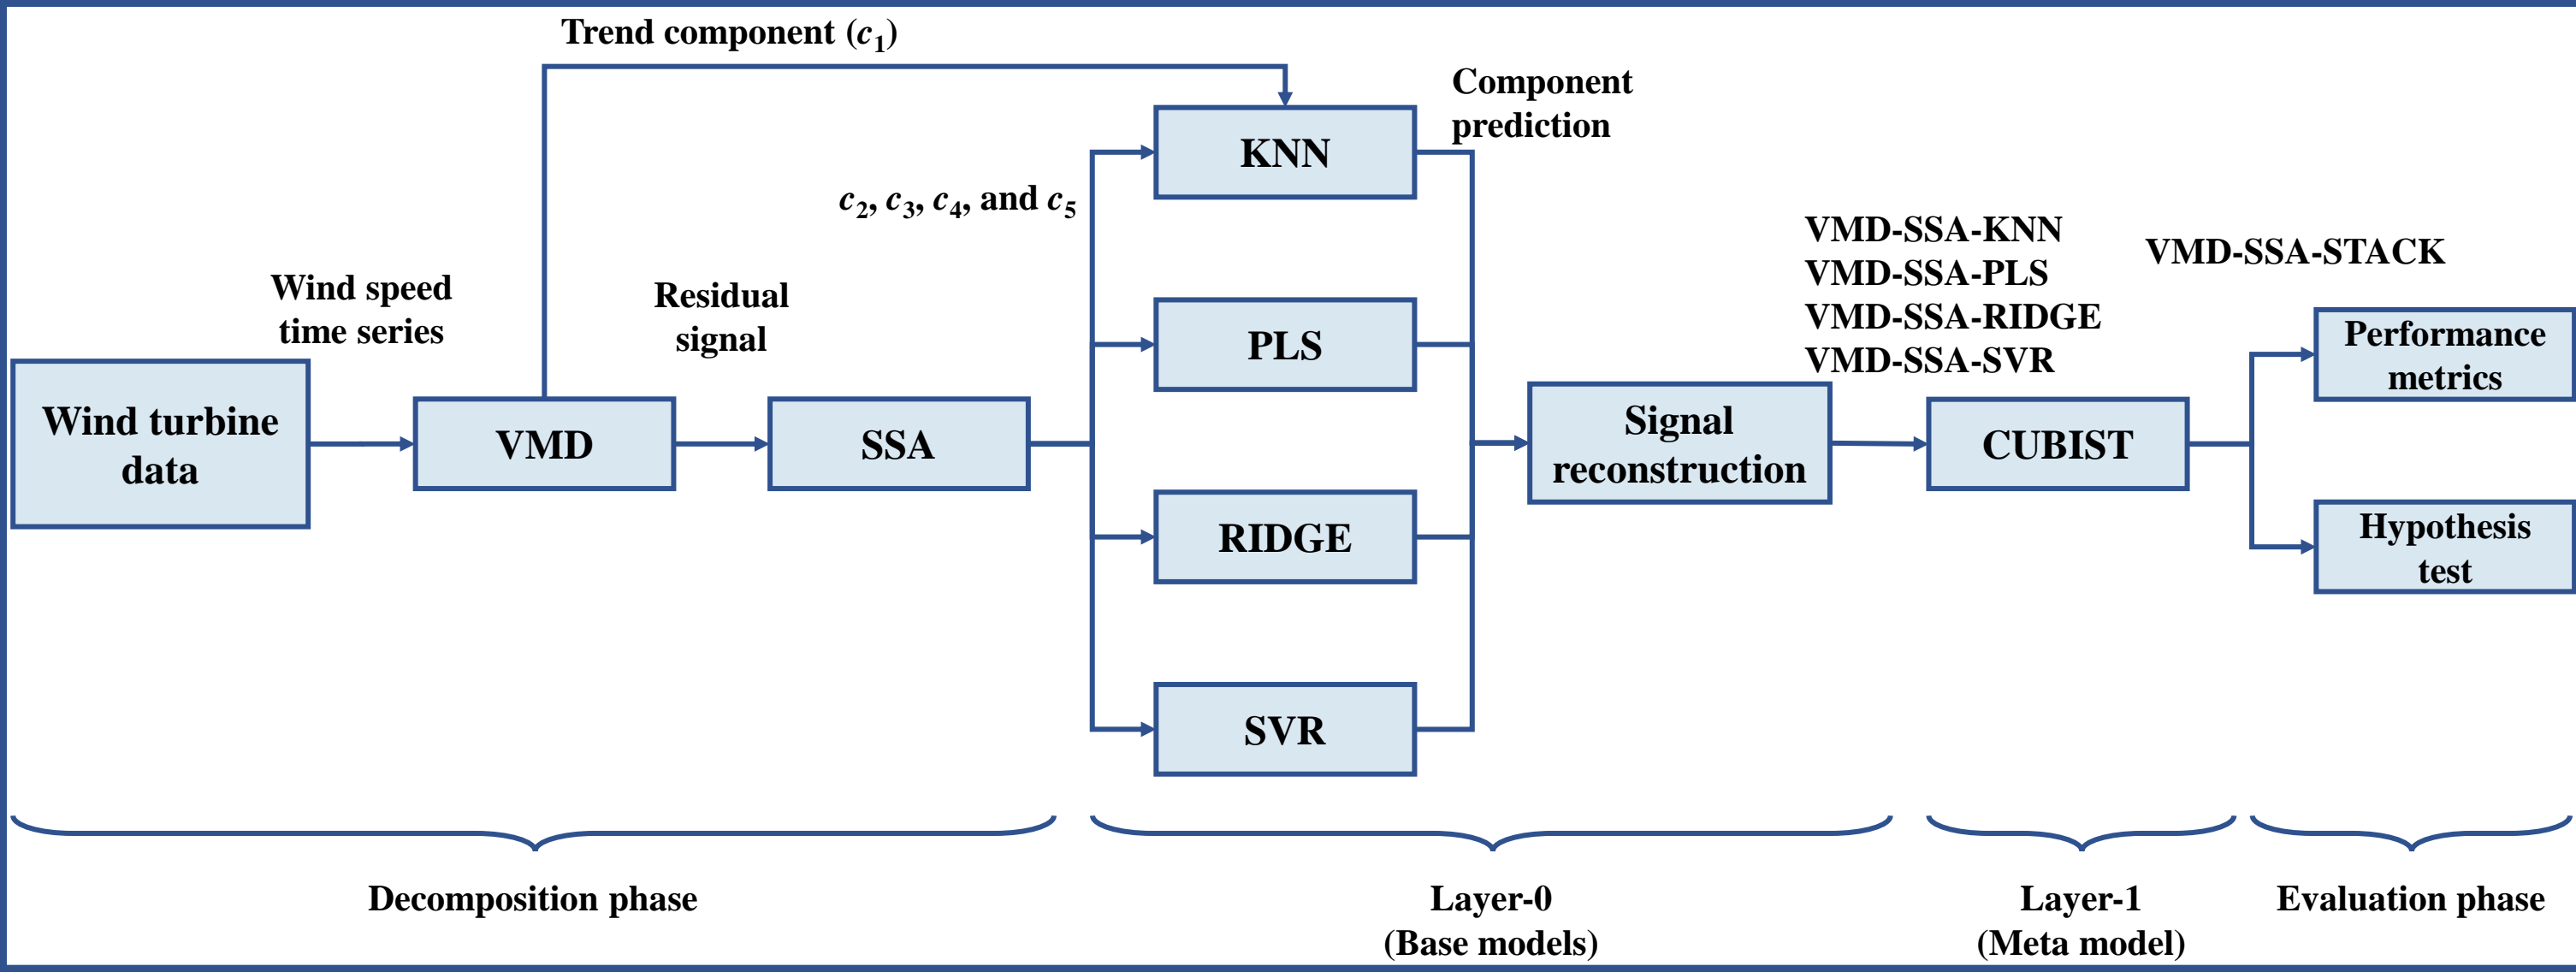 Trend component (c1)
Component
prediction
KNN
c2, c3, c4, and c5
VMD-SSA-KNN
VMD-SSA-PLS
VMD-SSA-RIDGE
VMD-SSA-SVR
VMD-SSA-STACK
Wind speed
time series
Residual
signal
PLS
Performance
metrics
Wind turbine
data
VMD
SSA
Signal
reconstruction
CUBIST
RIDGE
Hypothesis
test
SVR
Decomposition phase
Layer-0
(Base models)
Layer-1
(Meta model)
Evaluation phase